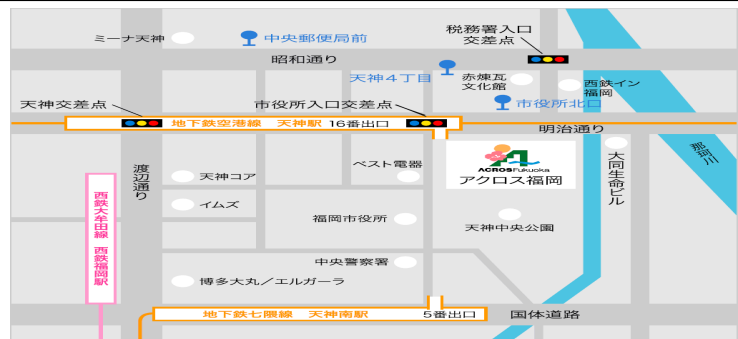 ミーナ天神
中央郵便局前
税務署入口
交差点
昭和通り
天神4丁目
赤煉瓦
文化館
西鉄イン
福岡
天神交差点
市役所入口交差点
市役所北口
地下鉄空港線 天神駅 16番出口
明治通り
那珂川
渡辺通り
天神コア
ベスト電器
ACROS Fukuoka
アクロス福岡
大同生命ビル
西鉄大牟田線 西鉄福岡駅
イムズ
福岡市役所
天神中央公園
中央警察署
博多大丸/エルガーラ
地下鉄七隈線 天神南駅 5番出口
国体道路